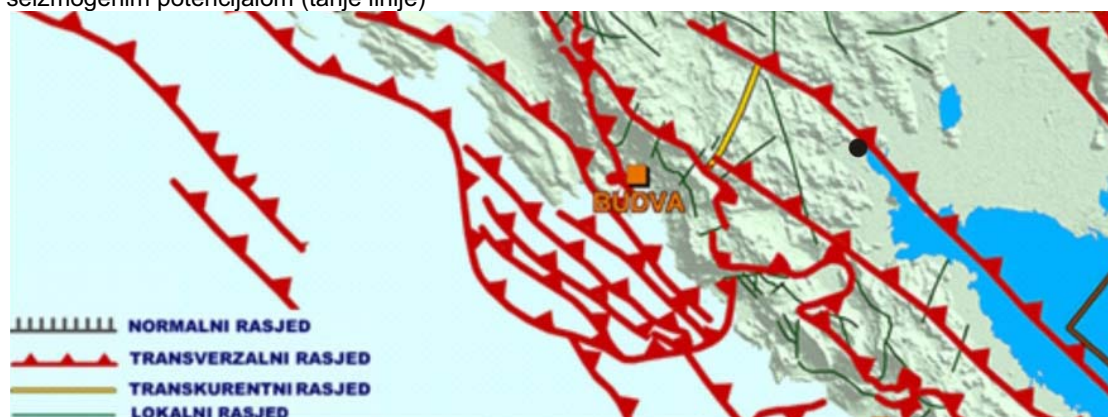 seizmogenim potencijalom (tanje linije)
BUDVA
NORMALNI RASJED
TRANSVERZALNI RASJED
TRANSKURENTNI RASJED
LOKALNI RASJED